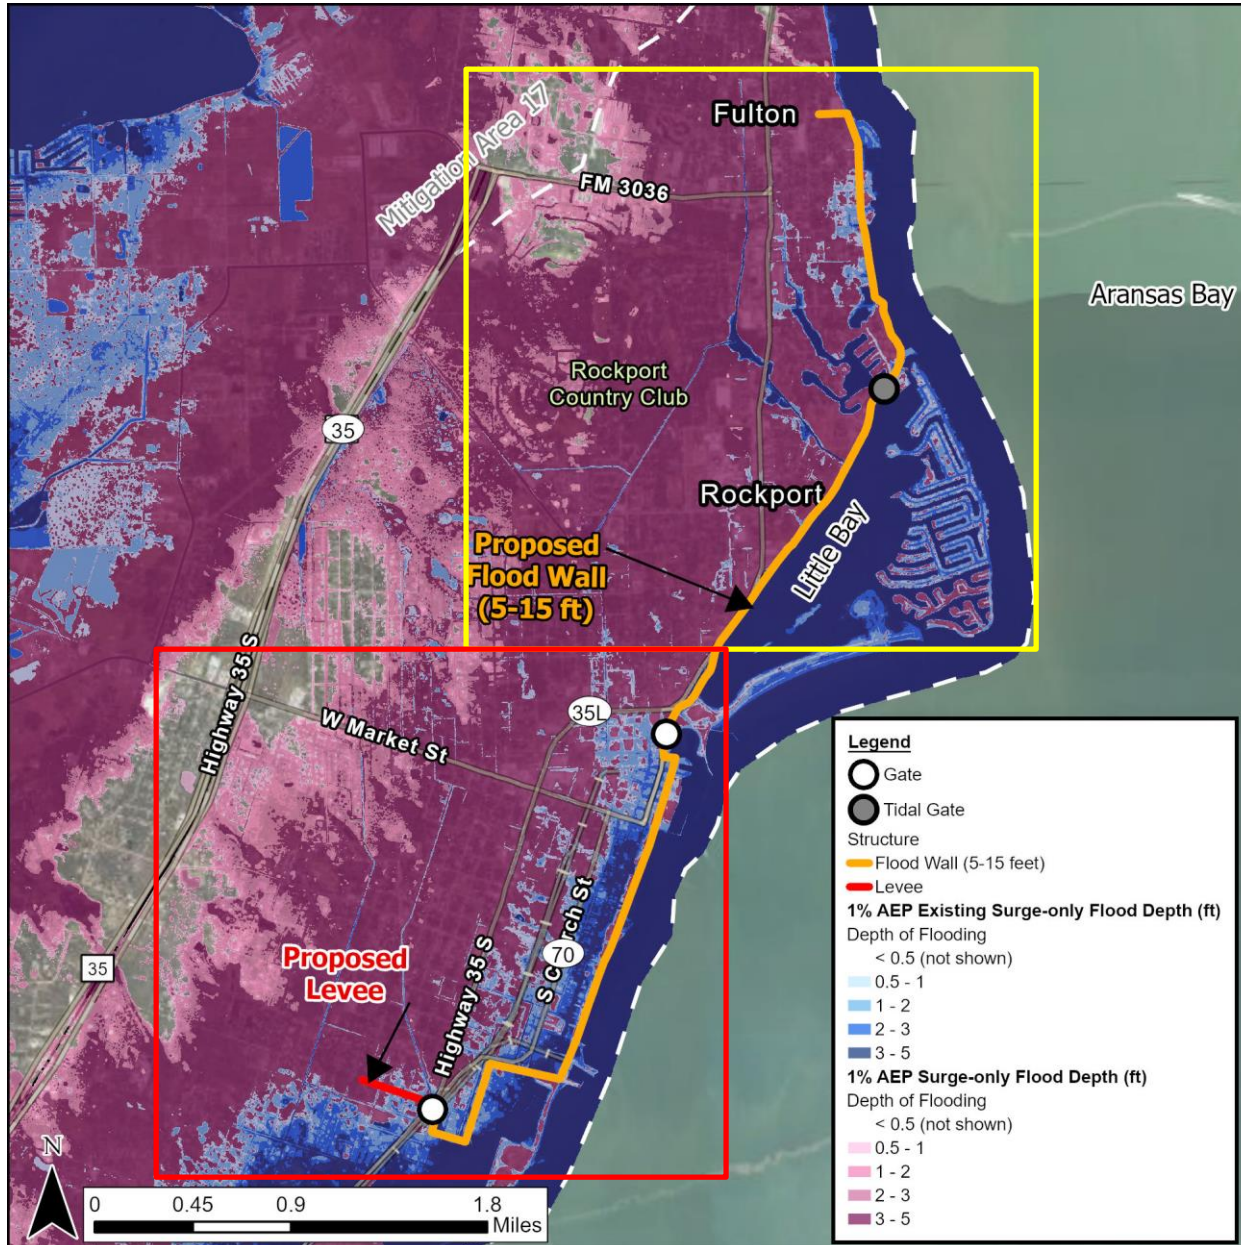 Fulton
Mitigation Area 17
FM 3036
Aransas Bay
Rockport
Country Club
35
Rockport
Little Bay
Proposed
Flood Wall
(5-15 ft)
Highway 35 S
35L
W Market St
S Church St
70
35
Proposed
Levee
Highway 35 S
N
0 0.45 0.9 1.8
Miles
Legend
Gate
Tidal Gate
Structure
Flood Wall (5-15 feet)
Levee
1% AEP Existing Surge-only Flood Depth (ft)
Depth of Flooding
< 0.5 (not shown)
0.5 - 1
1 - 2
2 - 3
3 - 5
1% AEP Surge-only Flood Depth (ft)
Depth of Flooding
< 0.5 (not shown)
0.5 - 1
1 - 2
2 - 3
3 - 5